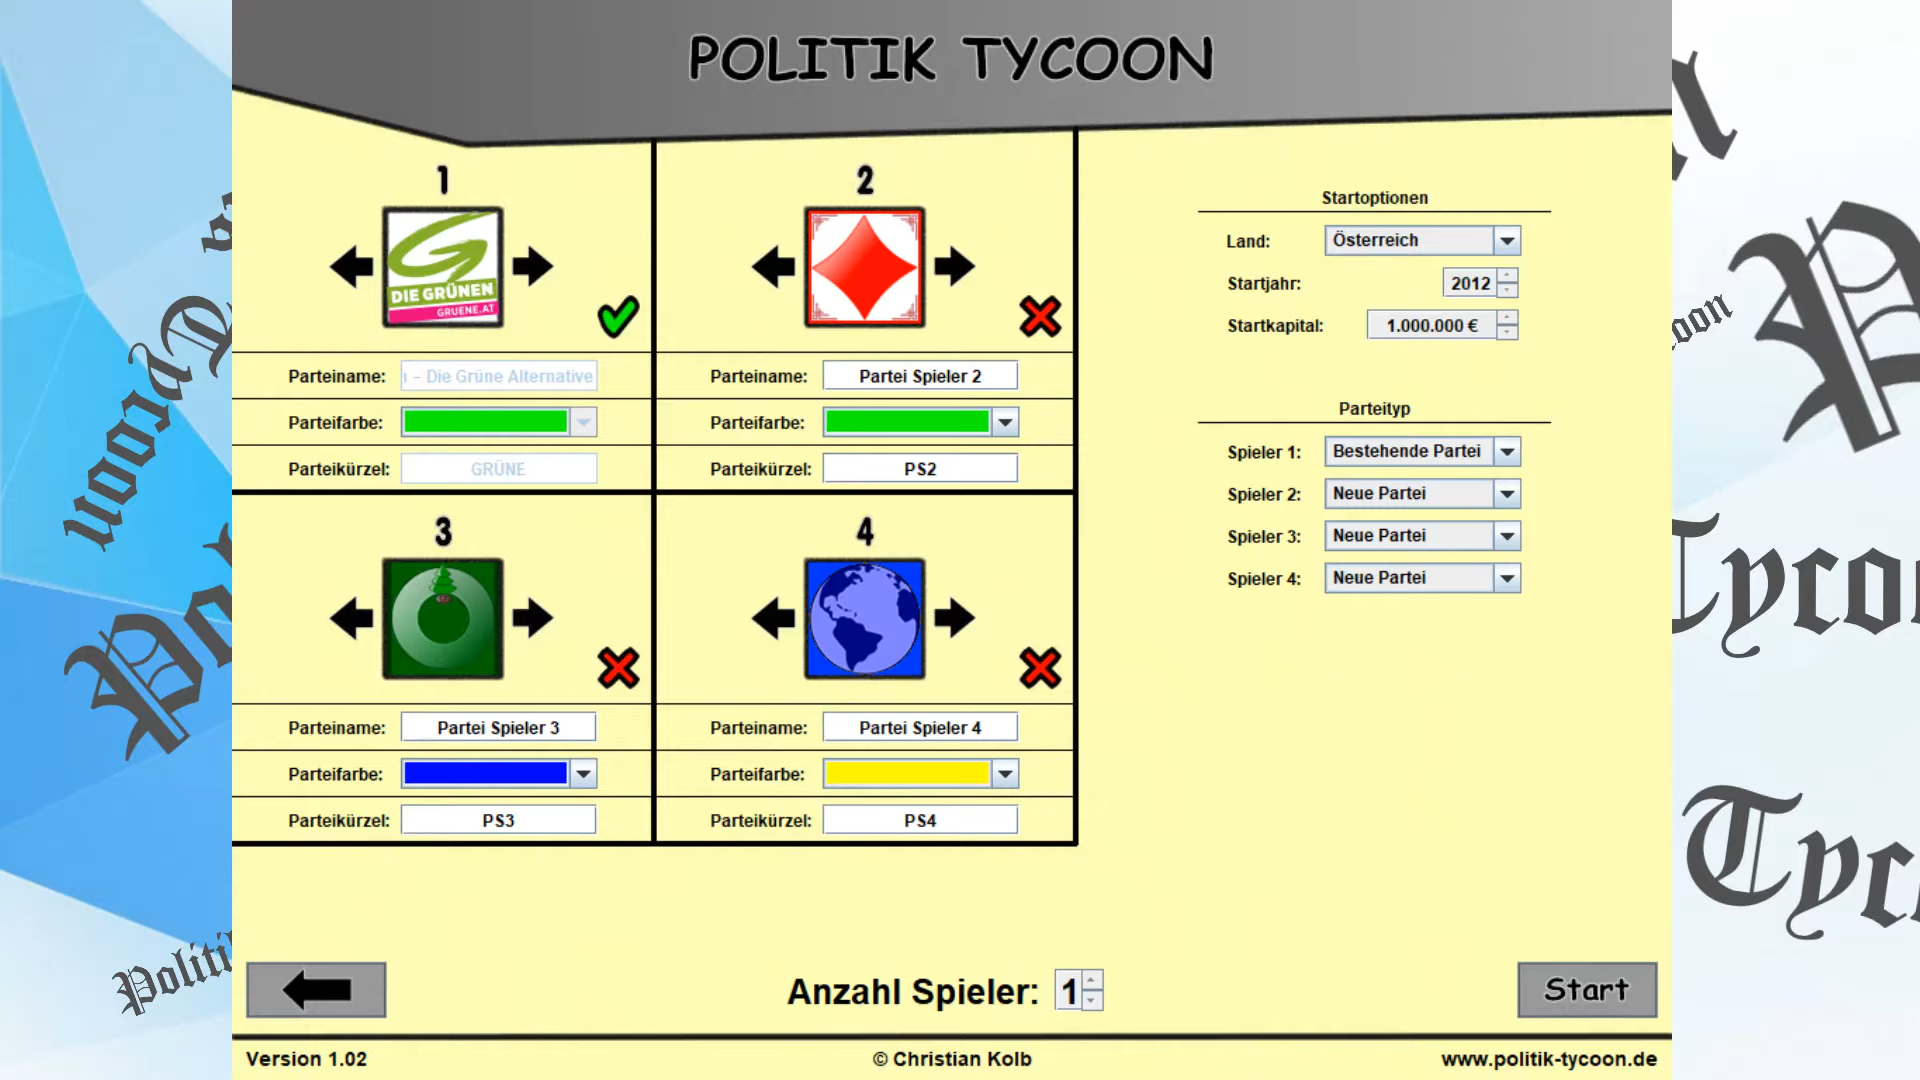 POLITIK TYCOON
1
DIE GRÜNEN
GRUENE.AT
Parteiname: – Die Grüne Alternative
Parteifarbe:
Parteikürzel: GRÜNE
2
Parteiname: Partei Spieler 2
Parteifarbe:
Parteikürzel: PS2
3
Parteiname: Partei Spieler 3
Parteifarbe:
Parteikürzel: PS3
4
Parteiname: Partei Spieler 4
Parteifarbe:
Parteikürzel: PS4
Startoptionen
Land: Österreich
Startjahr: 2012
Startkapital: 1.000.000 €
Parteityp
Spieler 1: Bestehende Partei
Spieler 2: Neue Partei
Spieler 3: Neue Partei
Spieler 4: Neue Partei
Anzahl Spieler: 1
Start
Version 1.02
© Christian Kolb
www.politik-tycoon.de